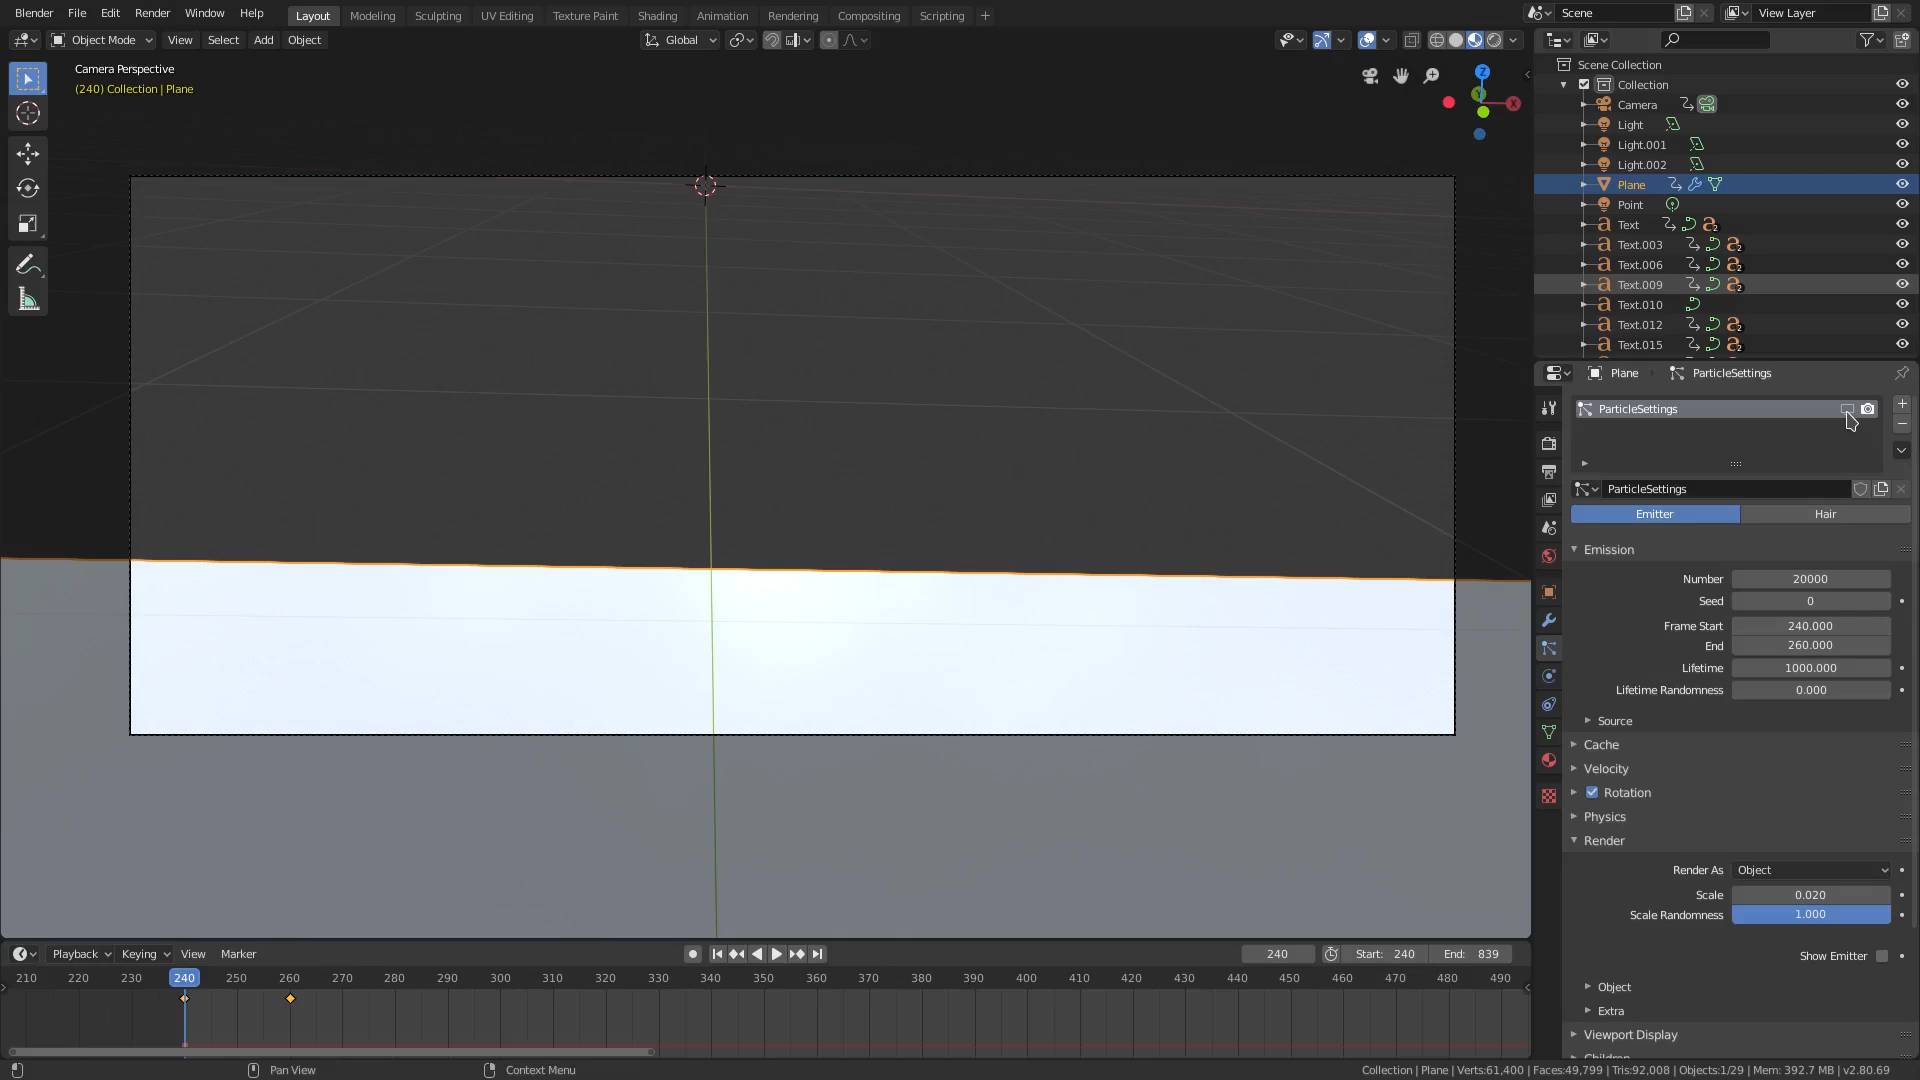 Blender File Edit Render Window Help Layout Modeling Sculpting UV Editing Texture Paint Shading Animation Rendering Compositing Scripting + Scene View Layer
Object Mode View Select Add Object Global
Camera Perspective
(240) Collection | Plane
Z
Y
X
Scene Collection
Collection
Camera
Light
Light.001
Light.002
Plane
Point
Text
Text.003
Text.006
Text.009
Text.010
Text.012
Text.015
Plane ParticleSettings
ParticleSettings
ParticleSettings
Emitter Hair
Emission
Number 20000
Seed 0
Frame Start 240.000
End 260.000
Lifetime 1000.000
Lifetime Randomness 0.000
Source
Cache
Velocity
Rotation
Physics
Render
Render As Object
Scale 0.020
Scale Randomness 1.000
Show Emitter
Object
Extra
Viewport Display
Children
Playback Keying View Marker 240 Start: 240 End: 839
210 220 230 240 250 260 270 280 290 300 310 320 330 340 350 360 370 380 390 400 410 420 430 440 450 460 470 480 490
Pan View Context Menu Collection | Plane | Verts:61,400 | Faces:49,799 | Tris:92,008 | Objects:1/29 | Mem: 392.7 MB | v2.80.69